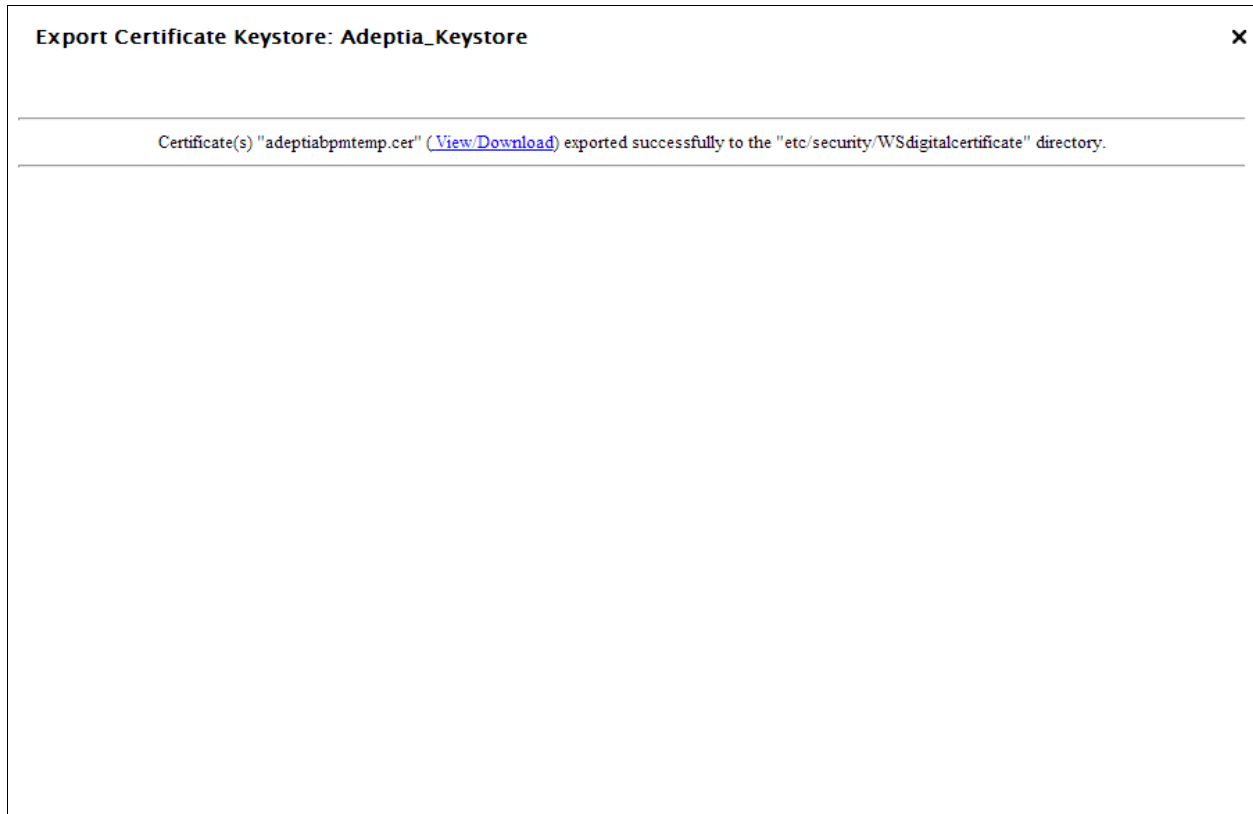 Export Certificate Keystore: Adeptia_Keystore
Certificate(s) "adeptiabpmtemp.cer" ( View/Download) exported successfully to the "etc/security/WSdigitalcertificate" directory.